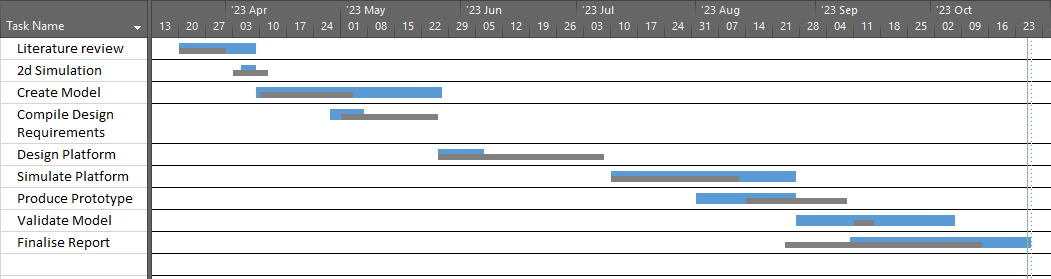 '23 Apr '23 May '23 Jun '23 Jul '23 Aug '23 Sep '23 Oct
Task Name 13 20 27 03 10 17 24 01 08 15 22 29 05 12 19 26 03 10 17 24 31 07 14 21 28 04 11 18 25 02 09 16 23
Literature review
2d Simulation
Create Model
Compile Design
Requirements
Design Platform
Simulate Platform
Produce Prototype
Validate Model
Finalise Report